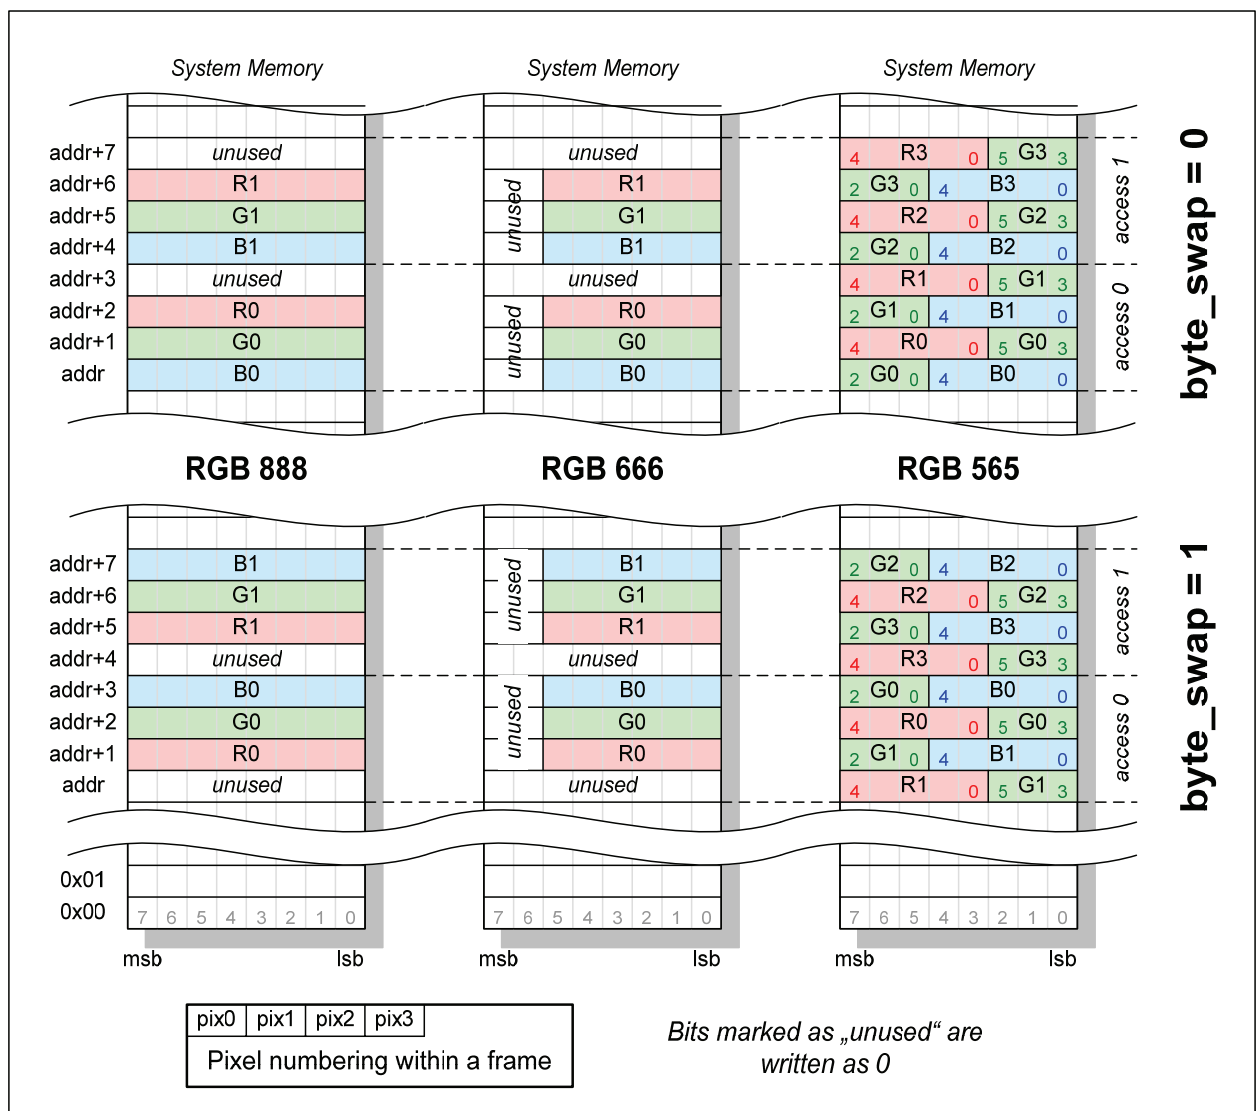 System Memory System Memory System Memory
addr+7 unused unused 4 R3 0 5 G3 3
addr+6 R1 R1 2 G3 0 4 B3 0
addr+5 G1 G1 4 R2 0 5 G2 3
addr+4 B1 B1 2 G2 0 4 B2 0
unused
access 1
addr+3 unused unused 4 R1 0 5 G1 3
addr+2 R0 R0 2 G1 0 4 B1 0
addr+1 G0 G0 4 R0 0 5 G0 3
addr B0 B0 2 G0 0 4 B0 0
unused
access 0
byte_swap = 0
RGB 888 RGB 666 RGB 565
addr+7 B1 B1 2 G2 0 4 B2 0
addr+6 G1 G1 4 R2 0 5 G2 3
addr+5 R1 R1 2 G3 0 4 B3 0
addr+4 unused unused 4 R3 0 5 G3 3
unused
access 1
addr+3 B0 B0 2 G0 0 4 B0 0
addr+2 G0 G0 4 R0 0 5 G0 3
addr+1 R0 R0 2 G1 0 4 B1 0
addr unused unused 4 R1 0 5 G1 3
unused
access 0
byte_swap = 1
0x01
0x00 7 6 5 4 3 2 1 0 7 6 5 4 3 2 1 0 7 6 5 4 3 2 1 0
msb lsb msb lsb msb lsb
pix0 pix1 pix2 pix3
Pixel numbering within a frame
Bits marked as „unused“ are
written as 0